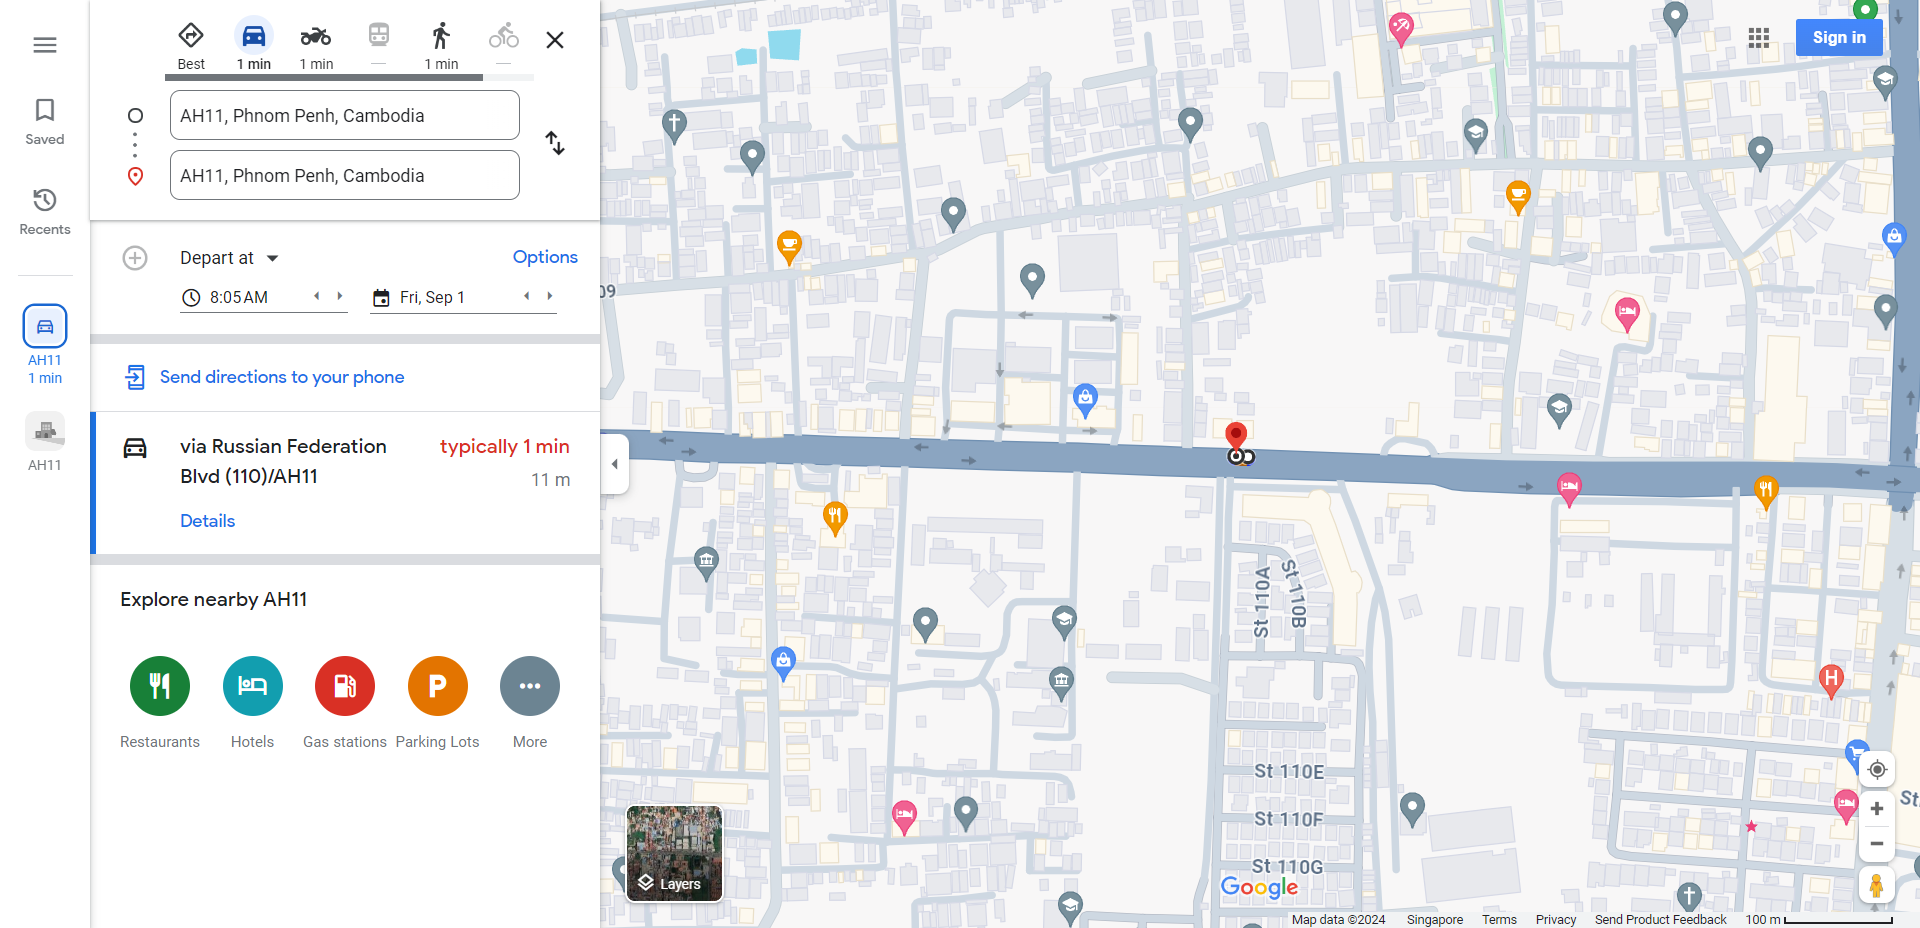 Best
1 min
1 min
—
1 min
—
Sign in
AH11, Phnom Penh, Cambodia
AH11, Phnom Penh, Cambodia
Saved
Recents
AH11
1 min
AH11
Depart at
Options
8:05 AM
Fri, Sep 1
Send directions to your phone
via Russian Federation
Blvd (110)/AH11
typically 1 min
11 m
Details
Explore nearby AH11
Restaurants
Hotels
Gas stations
Parking Lots
More
P
09
St 110A
St 110B
H
St 110E
St 110F
St 110G
St
Layers
Google
Map data ©2024
Singapore
Terms
Privacy
Send Product Feedback
100 m